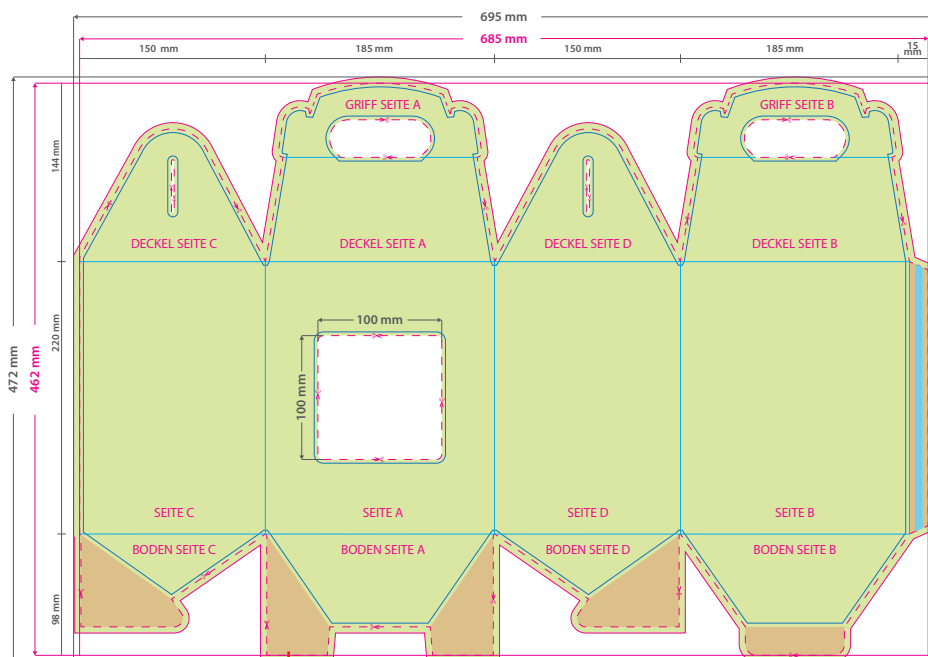 695 mm
685 mm
150 mm
185 mm
150 mm
185 mm
15
mm
GRIFF SEITE A
GRIFF SEITE B
144 mm
DECKEL SEITE C
DECKEL SEITE A
DECKEL SEITE D
DECKEL SEITE B
472 mm
462 mm
220 mm
100 mm
100 mm
SEITE C
SEITE A
SEITE D
SEITE B
BODEN SEITE C
BODEN SEITE A
BODEN SEITE D
BODEN SEITE B
98 mm